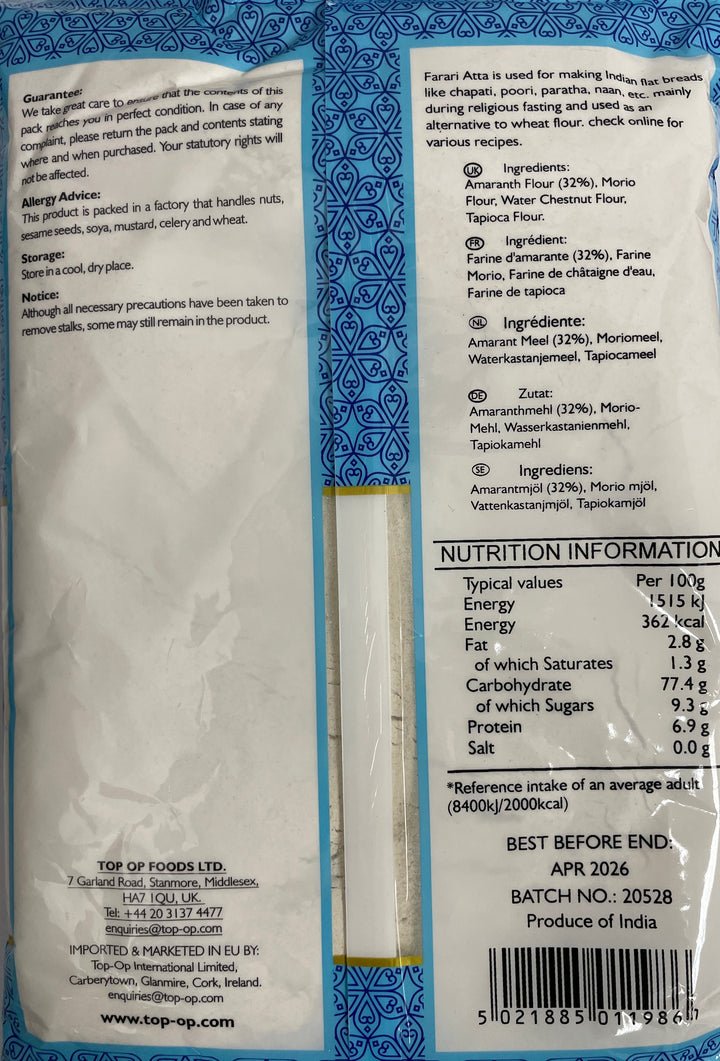 Guarantee:
We take great care to ensure that the contents of this
pack reaches you in perfect condition. In case of any
complaint, please return the pack and contents stating
where and when purchased. Your statutory rights will
not be affected.
Allergy Advice:
This product is packed in a factory that handles nuts,
sesame seeds, soya, mustard, celery and wheat.
Storage:
Store in a cool, dry place.
Notice:
Although all necessary precautions have been taken to
remove stalks, some may still remain in the product.
TOP OP FOODS LTD.
7 Garland Road, Stanmore, Middlesex,
HA7 1QU, UK.
Tel: +44 20 3137 4477
enquiries@top-op.com
IMPORTED & MARKETED IN EU BY:
Top-Op International Limited,
Carberytown, Glanmire, Cork, Ireland.
enquiries@top-op.com
www.top-op.com
Farari Atta is used for making Indian flat breads
like chapati, poori, paratha, naan, etc. mainly
during religious fasting and used as an
alternative to wheat flour. check online for
various recipes.
UK Ingredients:
Amaranth Flour (32%), Morio
Flour, Water Chestnut Flour,
Tapioca Flour.
FR Ingrédient:
Farine d'amarante (32%), Farine
Morio, Farine de châtaigne d'eau,
Farine de tapioca
NL Ingrédiente:
Amarant Meel (32%), Moriomeel,
Waterkastanjemeel, Tapiocameel
DE Zutat:
Amaranthmehl (32%), Morio-
Mehl, Wasserkastanienmehl,
Tapiokamehl
SE Ingrediens:
Amarantmjöl (32%), Morio mjöl,
Vattenkastanjmjöl, Tapiokamjöl
NUTRITION INFORMATION
Typical values Per 100g
Energy 1515 kJ
Energy 362 kcal
Fat 2.8 g
of which Saturates 1.3 g
Carbohydrate 77.4 g
of which Sugars 9.3 g
Protein 6.9 g
Salt 0.0 g
*Reference intake of an average adult
(8400kJ/2000kcal)
BEST BEFORE END:
APR 2026
BATCH NO.: 20528
Produce of India
5 021885 011986